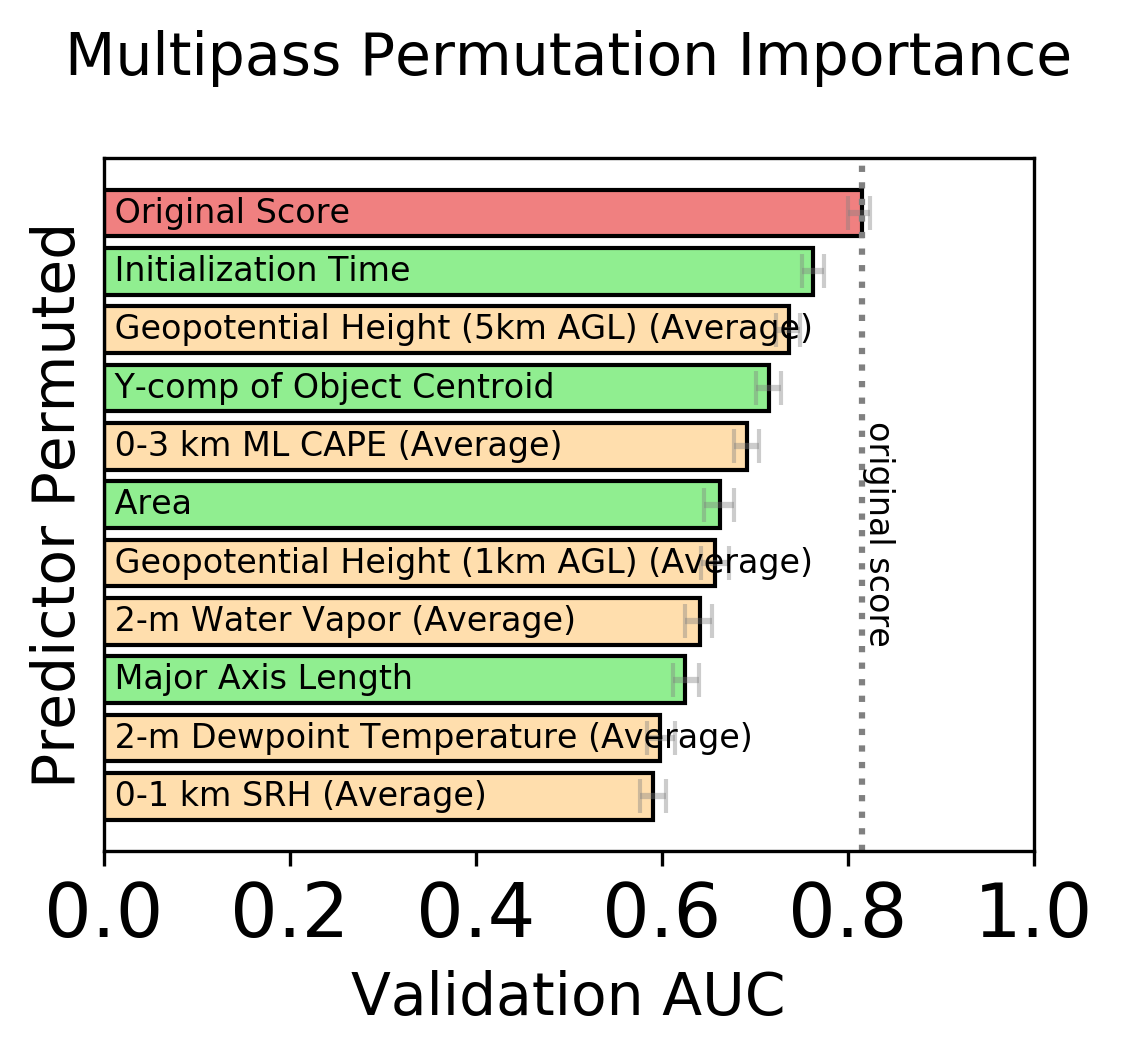 Multipass Permutation Importance
Predictor Permuted
Original Score
Initialization Time
Geopotential Height (5km AGL) (Average)
Y-comp of Object Centroid
0-3 km ML CAPE (Average)
Area
Geopotential Height (1km AGL) (Average)
2-m Water Vapor (Average)
Major Axis Length
2-m Dewpoint Temperature (Average)
0-1 km SRH (Average)
original score
0.0 0.2 0.4 0.6 0.8 1.0
Validation AUC